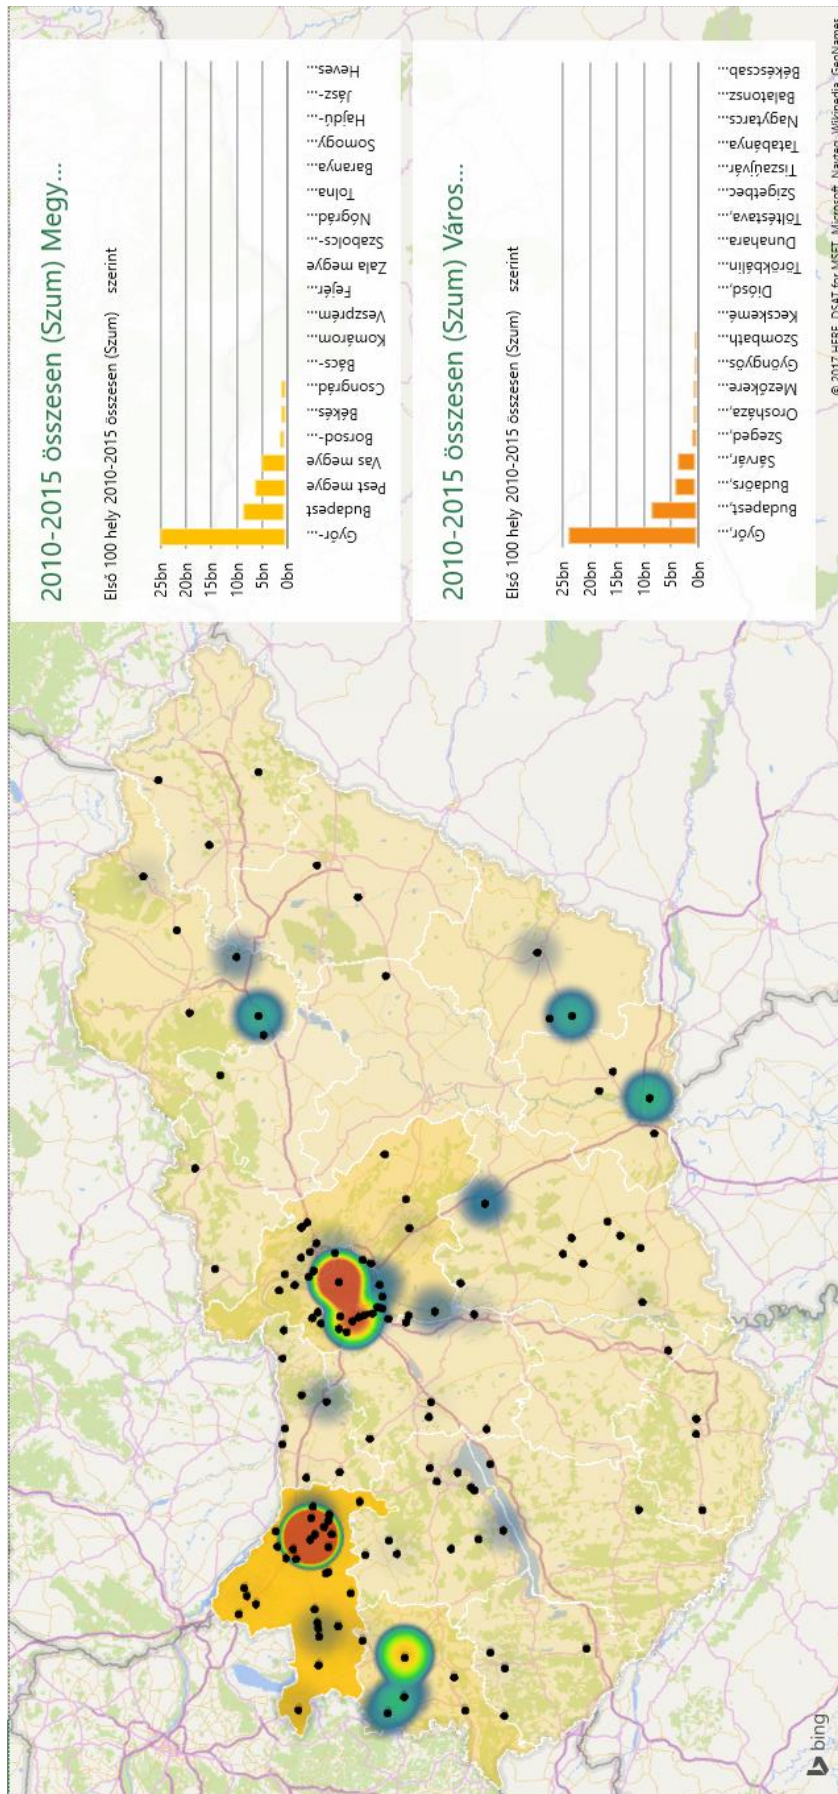 2010-2015 összesen (Szum) Megy...
Első 100 hely 2010-2015 összesen (Szum) szerint
25bn
20bn
15bn
10bn
5bn
0bn
Győr-...
Budapest
Pest megye
Vas megye
Borsod-...
Békés...
Csongrád...
Bács-...
Komárom...
Veszprém...
Fejér...
Zala megye
Szabolcs-...
Nógrád...
Tolna...
Baranya...
Somogy...
Hajdú-...
Jász-...
Heves...
2010-2015 összesen (Szum) Város...
Első 100 hely 2010-2015 összesen (Szum) szerint
25bn
20bn
15bn
10bn
5bn
0bn
Győr,...
Budapest,...
Budaörs,...
Sárvár,...
Szeged,...
Orosháza...
Mezőkere...
Gyöngyös...
Szombath...
Kecskemé...
Diósd,...
Törökbálin...
Dunahara...
Töltéstava,...
Szigetbec...
Tiszaújvár...
Tatabánya...
Nagytarcs...
Balatonsz...
Békéscsab...
bing
© 2017 HERE, DSAT for MSFT, Microsoft, Navteq, Wikipedia, GeoNames